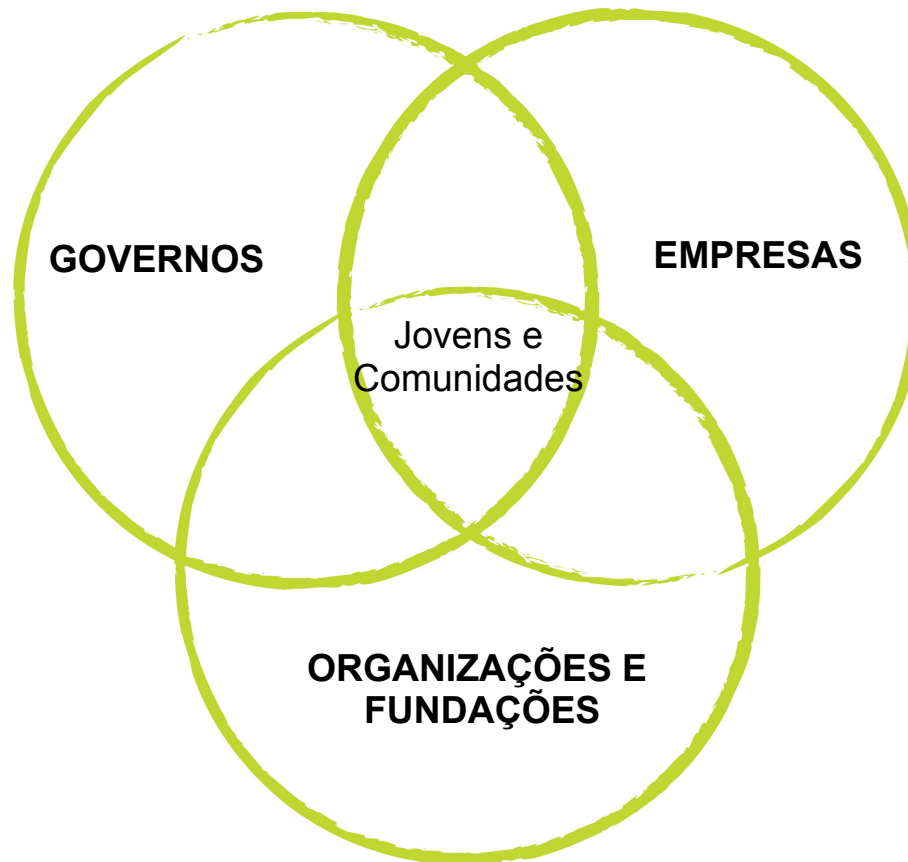 GOVERNOS
EMPRESAS
Jovens e
Comunidades
ORGANIZAÇÕES E
FUNDAÇÕES